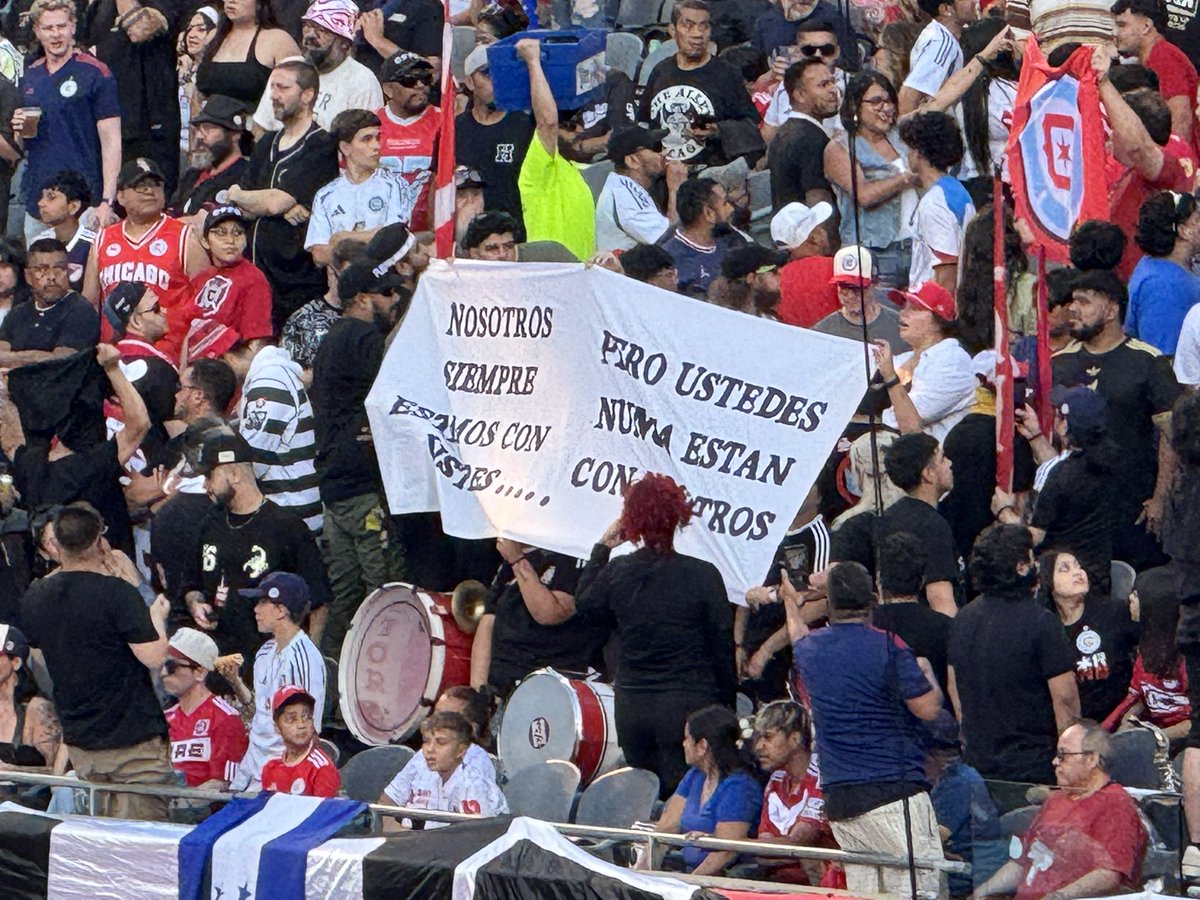 NOSOTROS
SIEMPRE
ESTAMOS CON
PERO USTEDES
NUNCA ESTAN
CON
CHICAGO